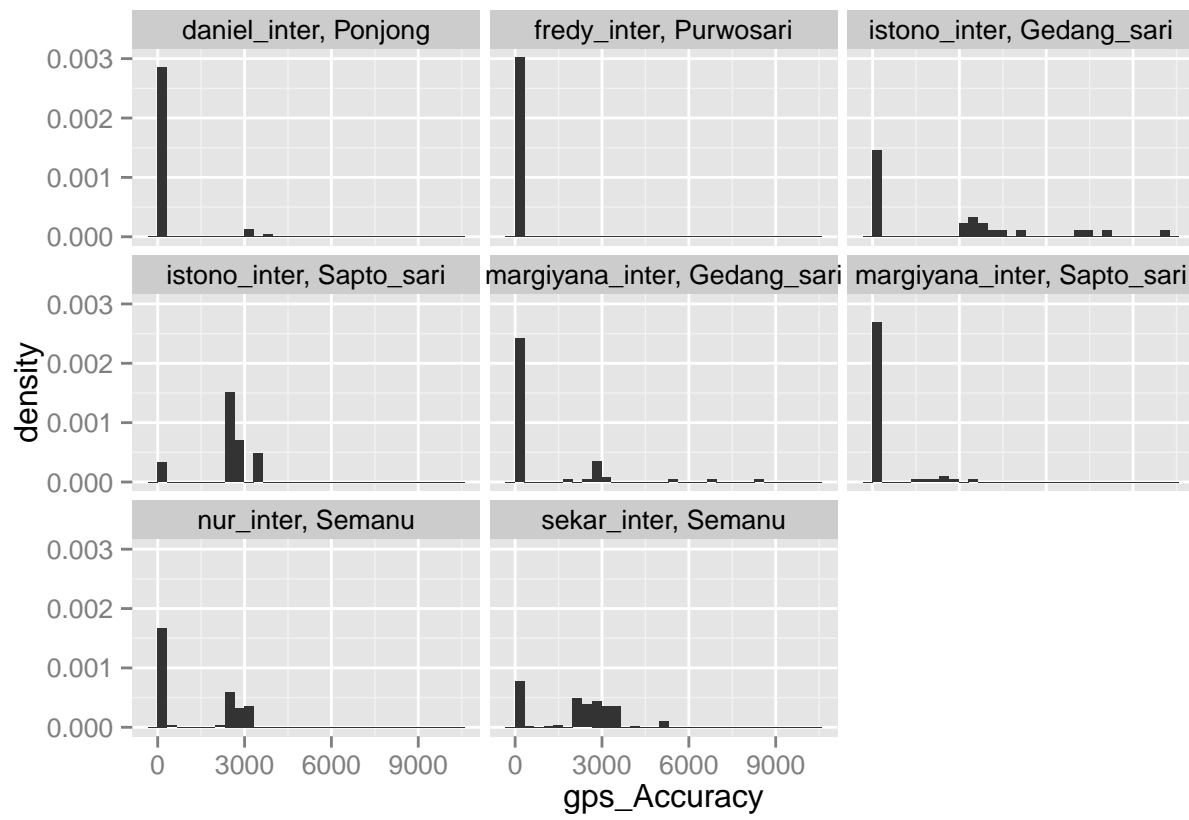 daniel_inter, Ponjong
fredy_inter, Purwosari
istono_inter, Gedang_sari
0.003
0.002
0.001
0.000
istono_inter, Sapto_sari
margiyana_inter, Gedang_sari
margiyana_inter, Sapto_sari
0.003
0.002
0.001
0.000
density
nur_inter, Semanu
sekar_inter, Semanu
0.003
0.002
0.001
0.000
0 3000 6000 9000
0 3000 6000 9000
gps_Accuracy